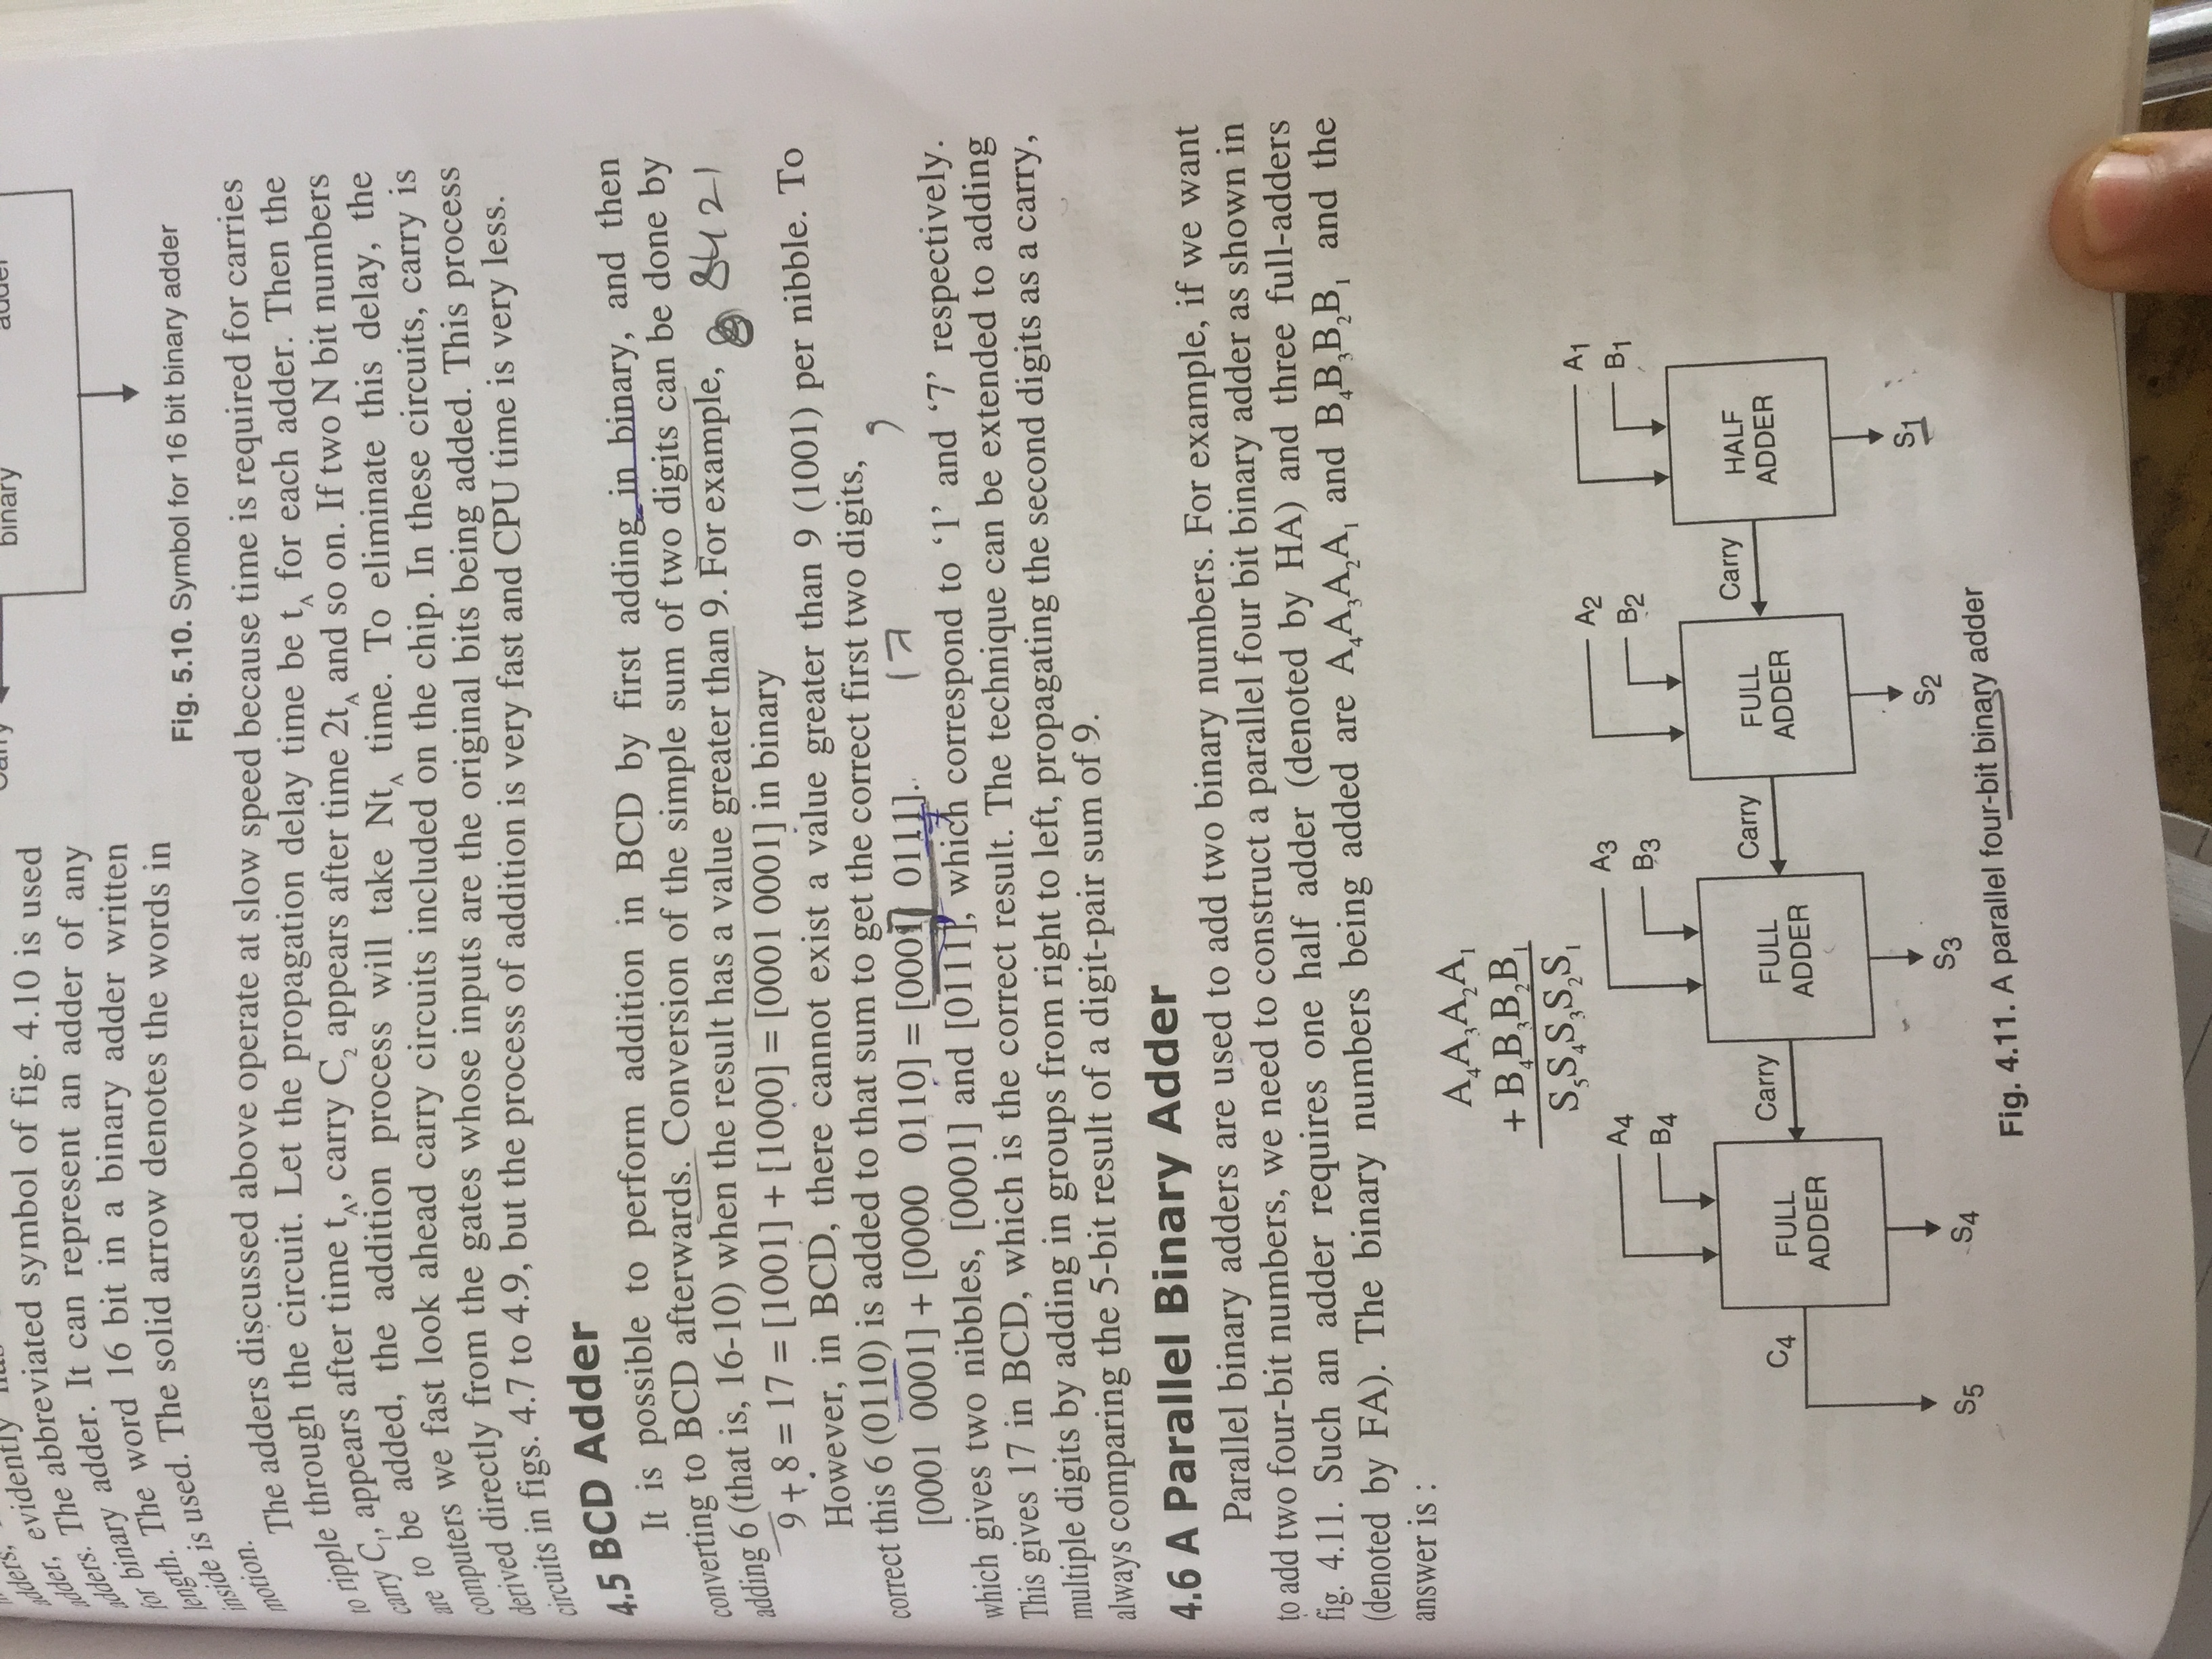 adders,
adder, evidently
adders. The abbreviated symbol of fig. 4.10 is used
for binary adder. It can represent an adder of any
length. The word 16 bit in a binary adder written
inside is used. The solid arrow denotes the words in
motion.
binary adder
Fig. 5.10. Symbol for 16 bit binary adder
The adders discussed above operate at slow speed because time is required for carries
to ripple through the circuit. Let the propagation delay time be t_A for each adder. Then the
carry C₁, appears after time t_A, carry C₂ appears after time 2t_A and so on. If two N bit numbers
are to be added, the addition process will take Nt_A time. To eliminate this delay, the
computers we fast look ahead carry circuits included on the chip. In these circuits, carry is
derived directly from the gates whose inputs are the original bits being added. This process
circuits in figs. 4.7 to 4.9, but the process of addition is very fast and CPU time is very less.
4.5 BCD Adder
It is possible to perform addition in BCD by first adding in binary, and then
converting to BCD afterwards. Conversion of the simple sum of two digits can be done by
adding 6 (that is, 16-10) when the result has a value greater than 9. For example,
8421
9 + 8 = 17 = [1001] + [1000] = [0001 0001] in binary
However, in BCD, there cannot exist a value greater than 9 (1001) per nibble. To
correct this 6 (0110) is added to that sum to get the correct first two digits,
[0001 0001] + [0000 0110] = [0001 0111].
17
which gives two nibbles, [0001] and [0111], which correspond to ‘1’ and ‘7’ respectively.
This gives 17 in BCD, which is the correct result. The technique can be extended to adding
multiple digits by adding in groups from right to left, propagating the second digits as a carry,
always comparing the 5-bit result of a digit-pair sum of 9.
4.6 A Parallel Binary Adder
Parallel binary adders are used to add two binary numbers. For example, if we want
to add two four-bit numbers, we need to construct a parallel four bit binary adder as shown in
fig. 4.11. Such an adder requires one half adder (denoted by HA) and three full-adders
(denoted by FA). The binary numbers being added are A₄A₃A₂A₁ and B₄B₃B₂B₁ and the
answer is :
A₄A₃A₂A₁
+ B₄B₃B₂B₁
S₅S₄S₃S₂S₁
A4 A3 A2 A1
B4 B3 B2 B1
C4 Carry Carry Carry
FULL ADDER
FULL ADDER
FULL ADDER
HALF ADDER
S5 S4 S3 S2 S1
Fig. 4.11. A parallel four-bit binary adder